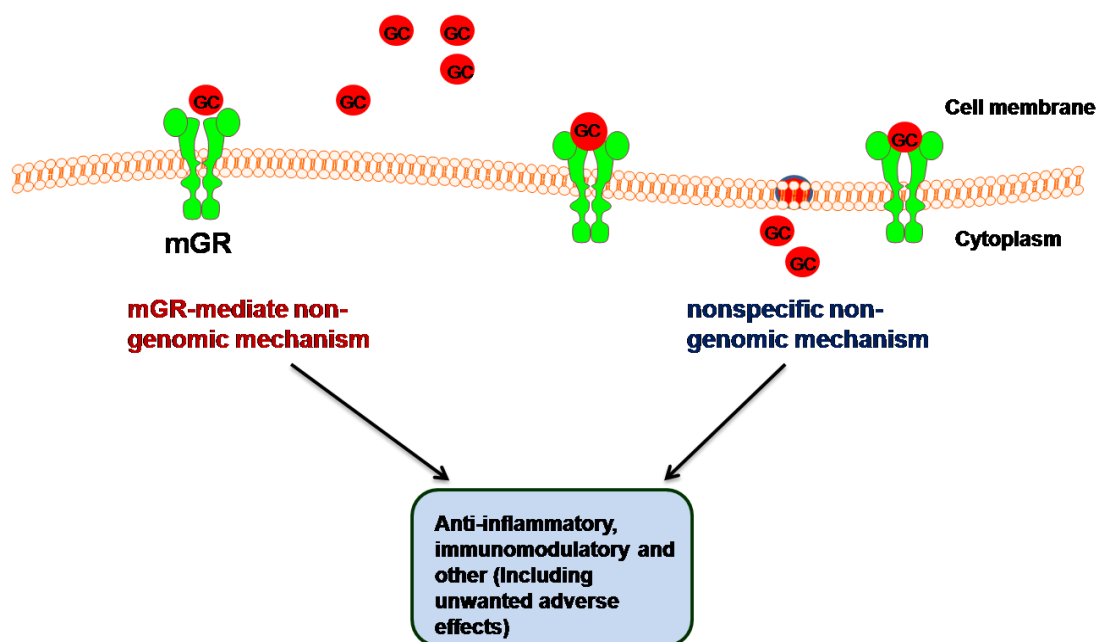 GC
GC
GC
GC
GC
GC
GC
Cell membrane
mGR
GC
GC
Cytoplasm
mGR-mediate non-
genomic mechanism
nonspecific non-
genomic mechanism
Anti-inflammatory,
immunomodulatory and
other (Including
unwanted adverse
effects)